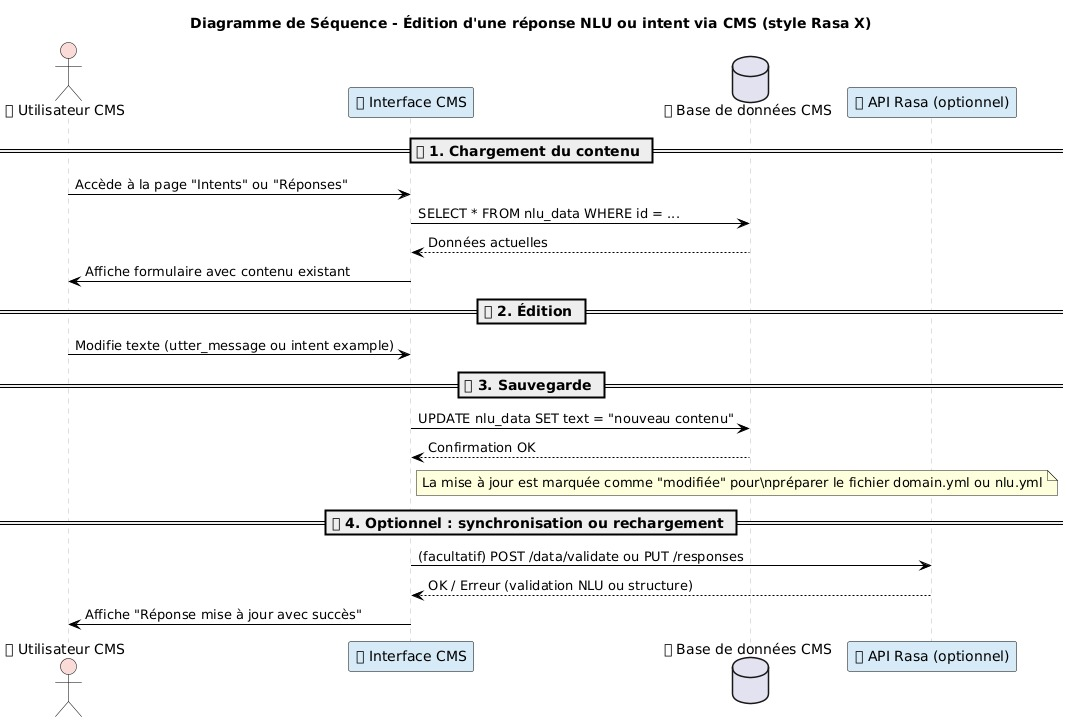 Diagramme de Séquence - Édition d'une réponse NLU ou intent via CMS (style Rasa X)
Utilisateur CMS
Interface CMS
Base de données CMS
API Rasa (optionnel)
1. Chargement du contenu
Accède à la page "Intents" ou "Réponses"
SELECT * FROM nlu_data WHERE id = ...
Données actuelles
Affiche formulaire avec contenu existant
2. Édition
Modifie texte (utter_message ou intent example)
3. Sauvegarde
UPDATE nlu_data SET text = "nouveau contenu"
Confirmation OK
La mise à jour est marquée comme "modifiée" pour\npréparer le fichier domain.yml ou nlu.yml
4. Optionnel : synchronisation ou rechargement
(facultatif) POST /data/validate ou PUT /responses
OK / Erreur (validation NLU ou structure)
Affiche "Réponse mise à jour avec succès"
Utilisateur CMS
Interface CMS
Base de données CMS
API Rasa (optionnel)